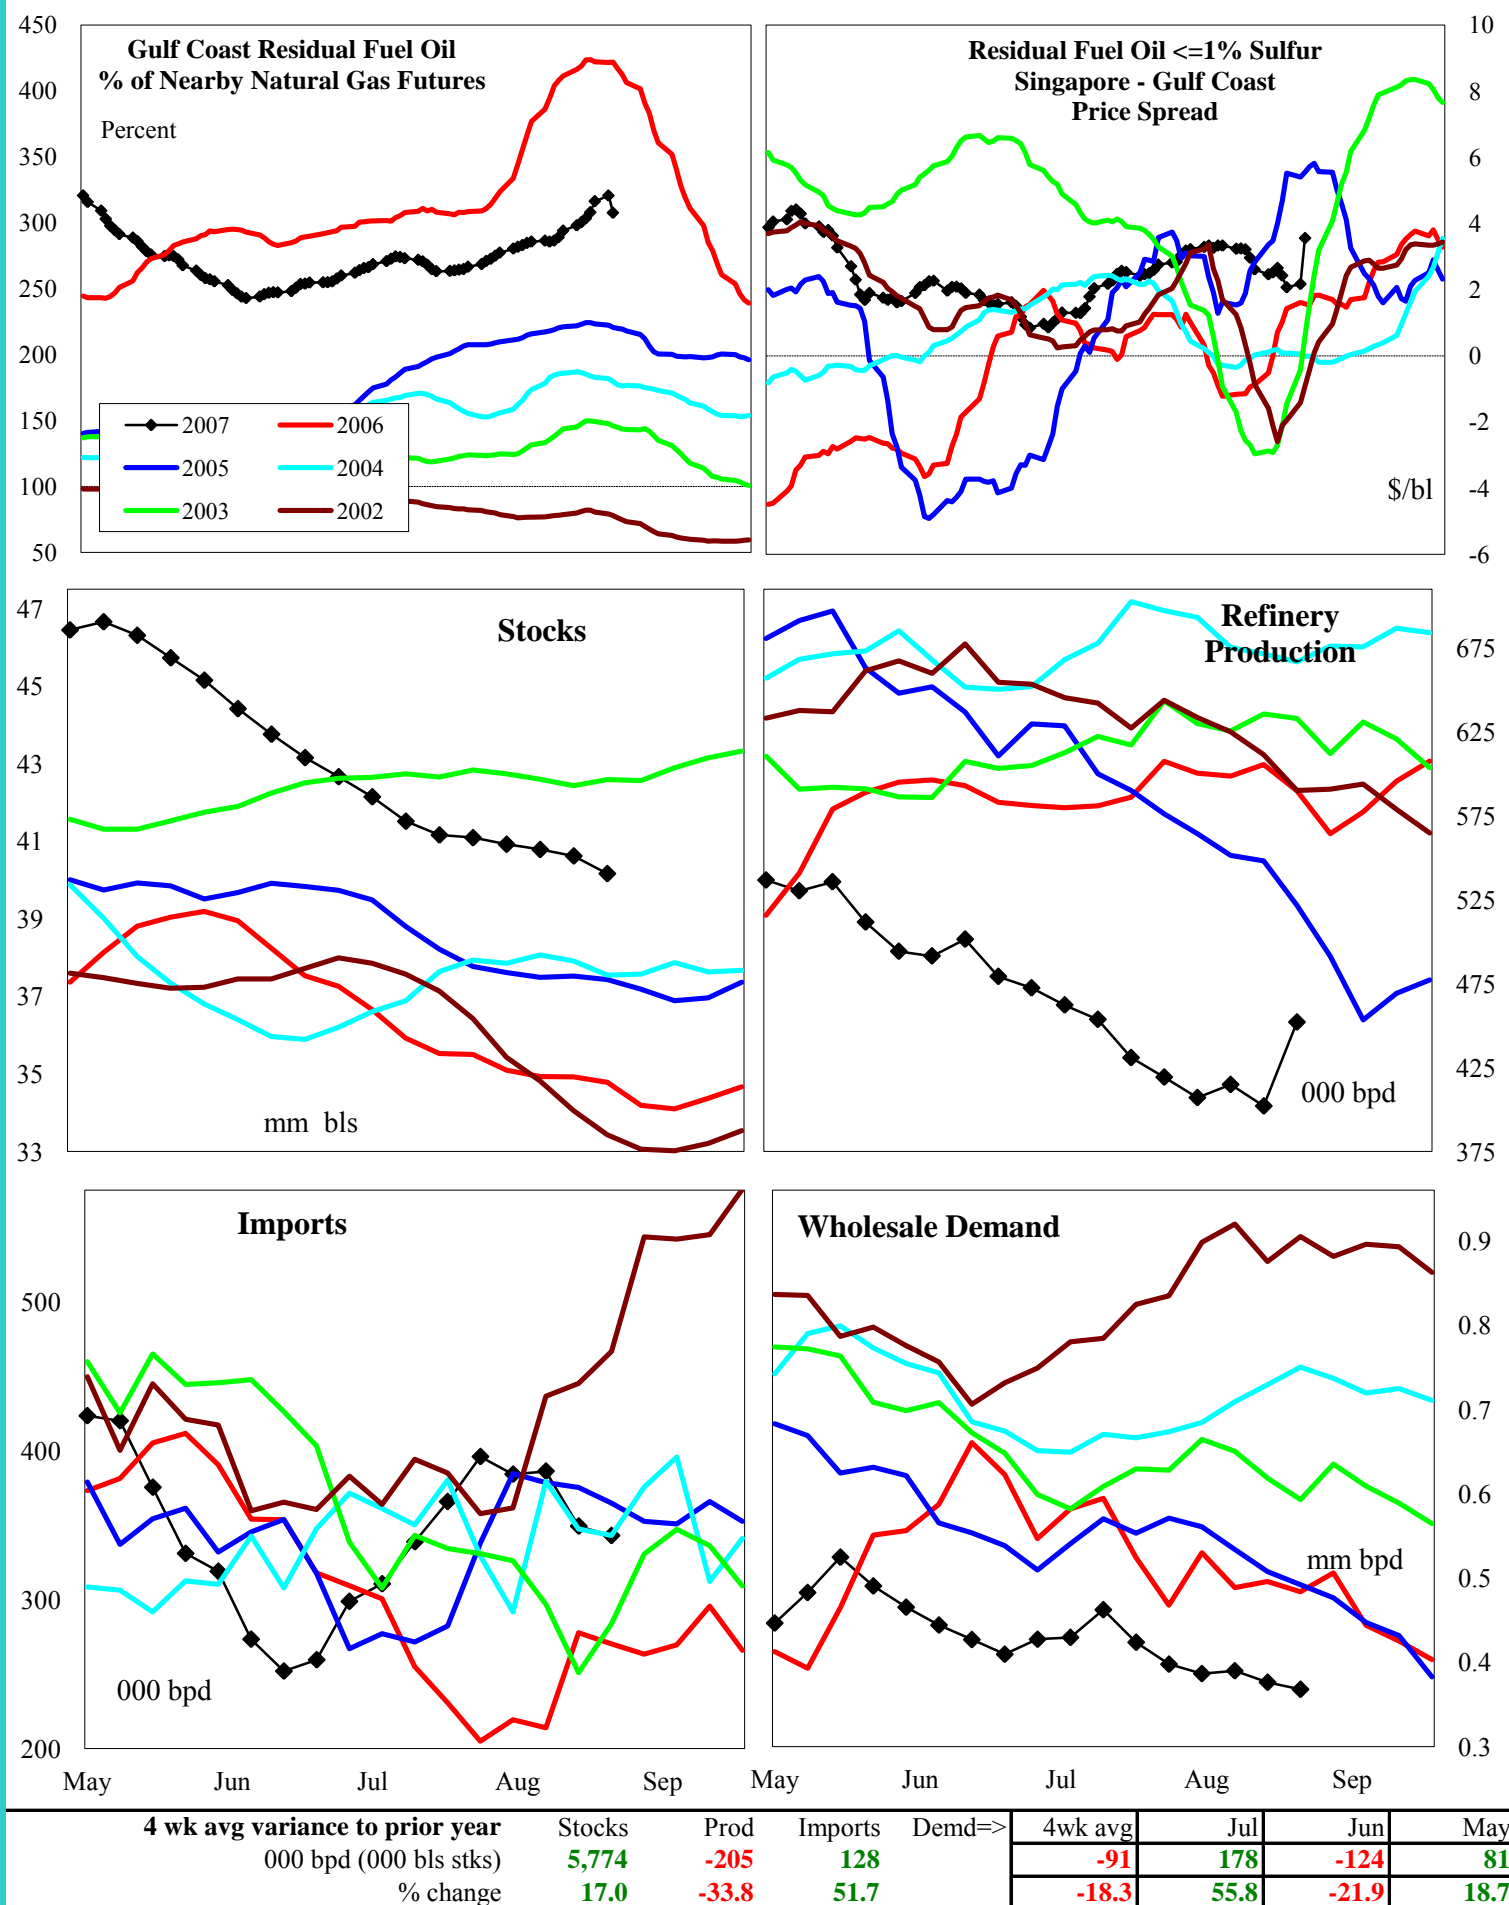 Gulf Coast Residual Fuel Oil
% of Nearby Natural Gas Futures
Percent
450
400
350
300
250
200
150
100
50
2007
2006
2005
2004
2003
2002
Residual Fuel Oil <=1% Sulfur
Singapore - Gulf Coast
Price Spread
10
8
6
4
2
0
-2
-4
-6
$/bl
Stocks
47
45
43
41
39
37
35
33
mm bls
Refinery
Production
675
625
575
525
475
425
375
000 bpd
Imports
500
400
300
200
000 bpd
May Jun Jul Aug Sep
Wholesale Demand
0.9
0.8
0.7
0.6
0.5
0.4
0.3
mm bpd
May Jun Jul Aug Sep
4 wk avg variance to prior year Stocks Prod Imports Demd=> 4wk avg Jul Jun May
000 bpd (000 bls stks) 5,774 -205 128 -91 178 -124 81
% change 17.0 -33.8 51.7 -18.3 55.8 -21.9 18.7